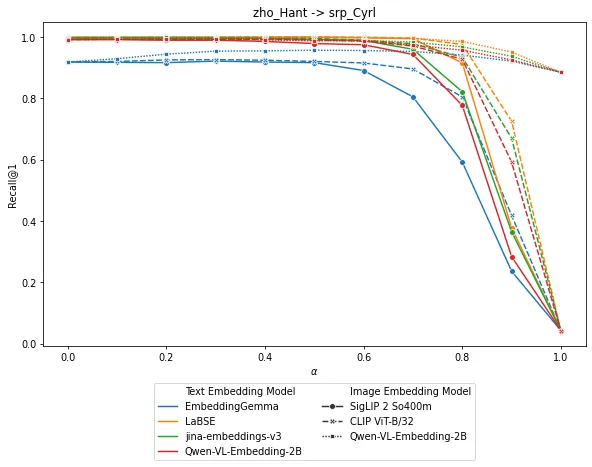 zho_Hant -> srp_Cyrl
Recall@1
1.0
0.8
0.6
0.4
0.2
0.0
0.0 0.2 0.4 0.6 0.8 1.0
α
Text Embedding Model
EmbeddingGemma
LaBSE
jina-embeddings-v3
Qwen-VL-Embedding-2B
Image Embedding Model
SigLIP 2 So400m
CLIP ViT-B/32
Qwen-VL-Embedding-2B